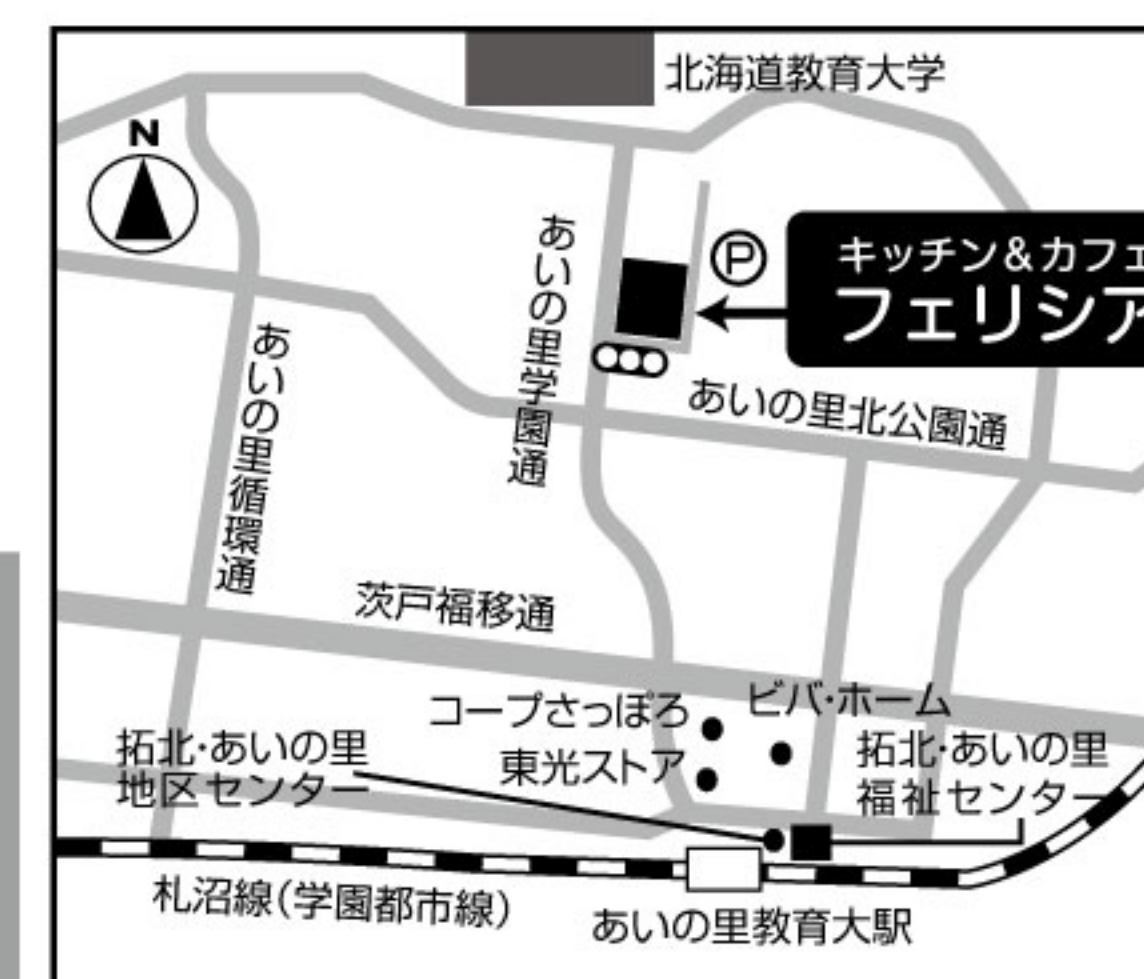 北海道教育大学
N
P
キッチン&カフェ
フェリシア
あいの里学園通
あいの里北公園通
あいの里循環通
茨戸福移通
コープさっぽろ
ビバ・ホーム
東光ストア
拓北・あいの里
地区センター
拓北・あいの里
福祉センター
札沼線(学園都市線)
あいの里教育大駅